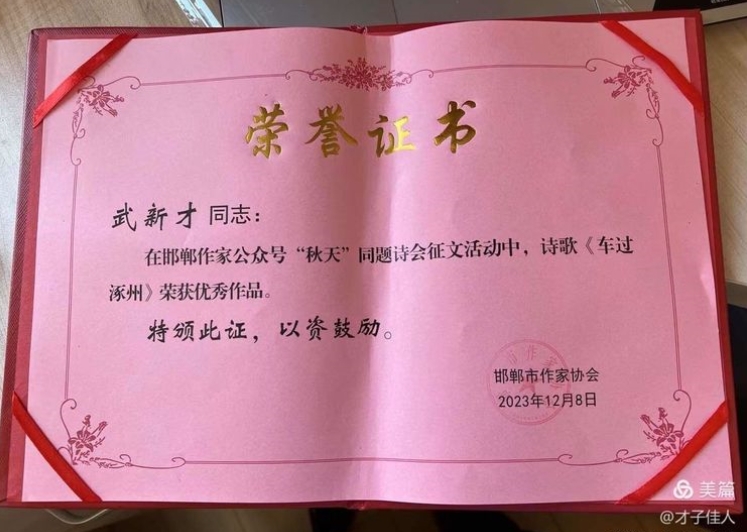 荣誉证书
武新才 同志：
在邯郸作家公众号“秋天”同题诗会征文活动中，诗歌《车过
涿州》荣获优秀作品。
特颁此证，以资鼓励。
邯郸市作家协会
2023年12月8日
美篇
@才子佳人